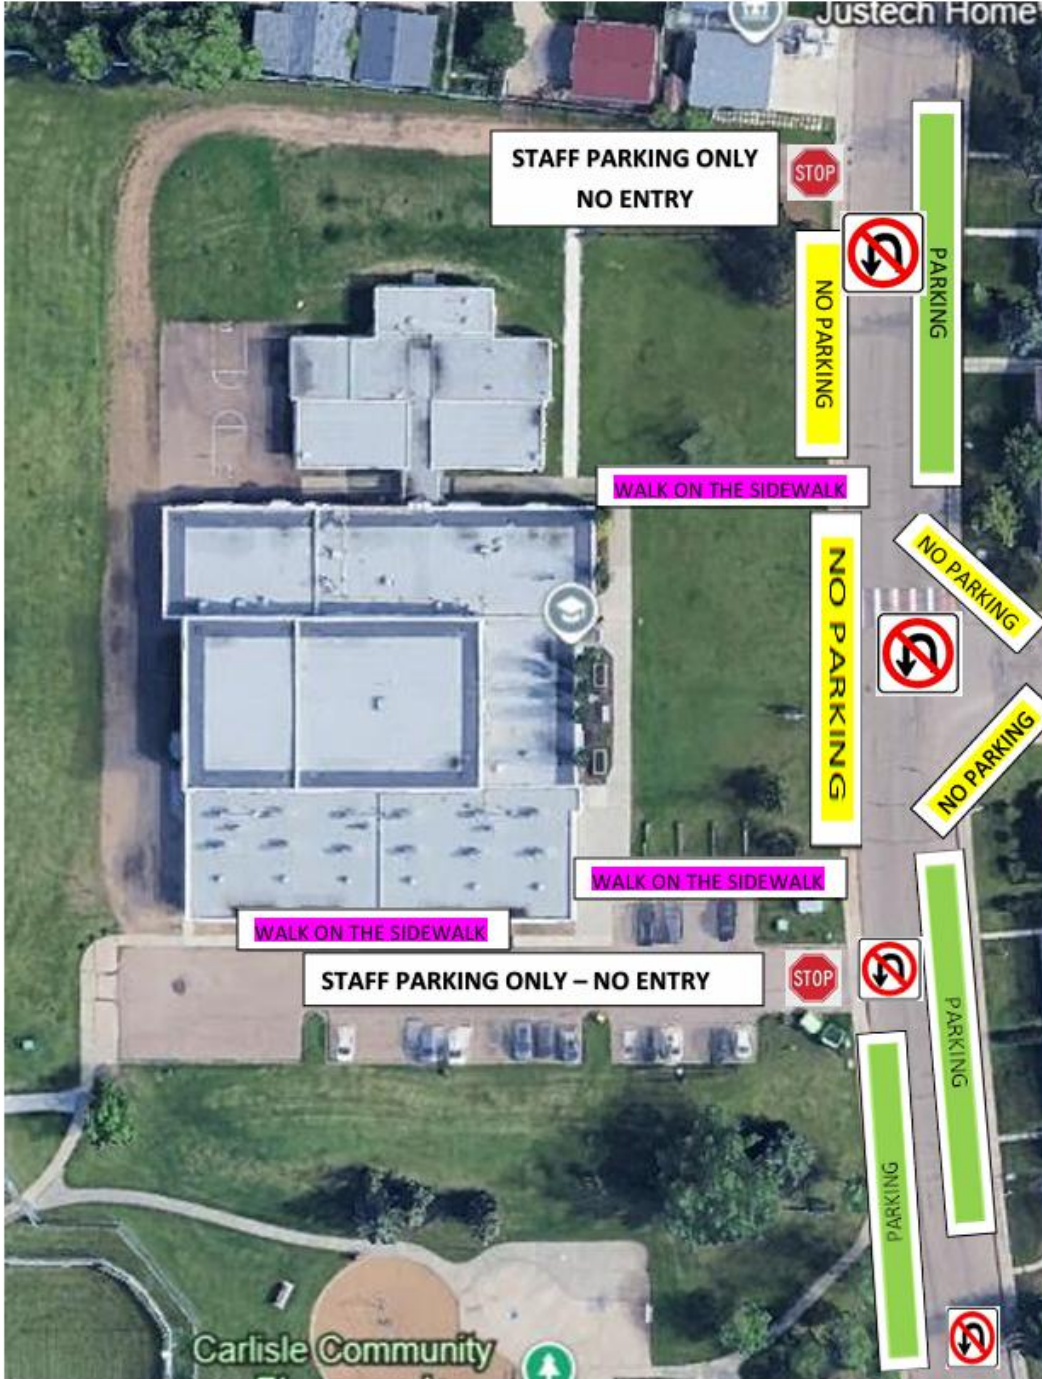 Justech Home
STAFF PARKING ONLY
NO ENTRY
STOP
PARKING
NO PARKING
WALK ON THE SIDEWALK
NO PARKING
NO PARKING
NO PARKING
WALK ON THE SIDEWALK
WALK ON THE SIDEWALK
STAFF PARKING ONLY – NO ENTRY
STOP
PARKING
PARKING
Carlisle Community